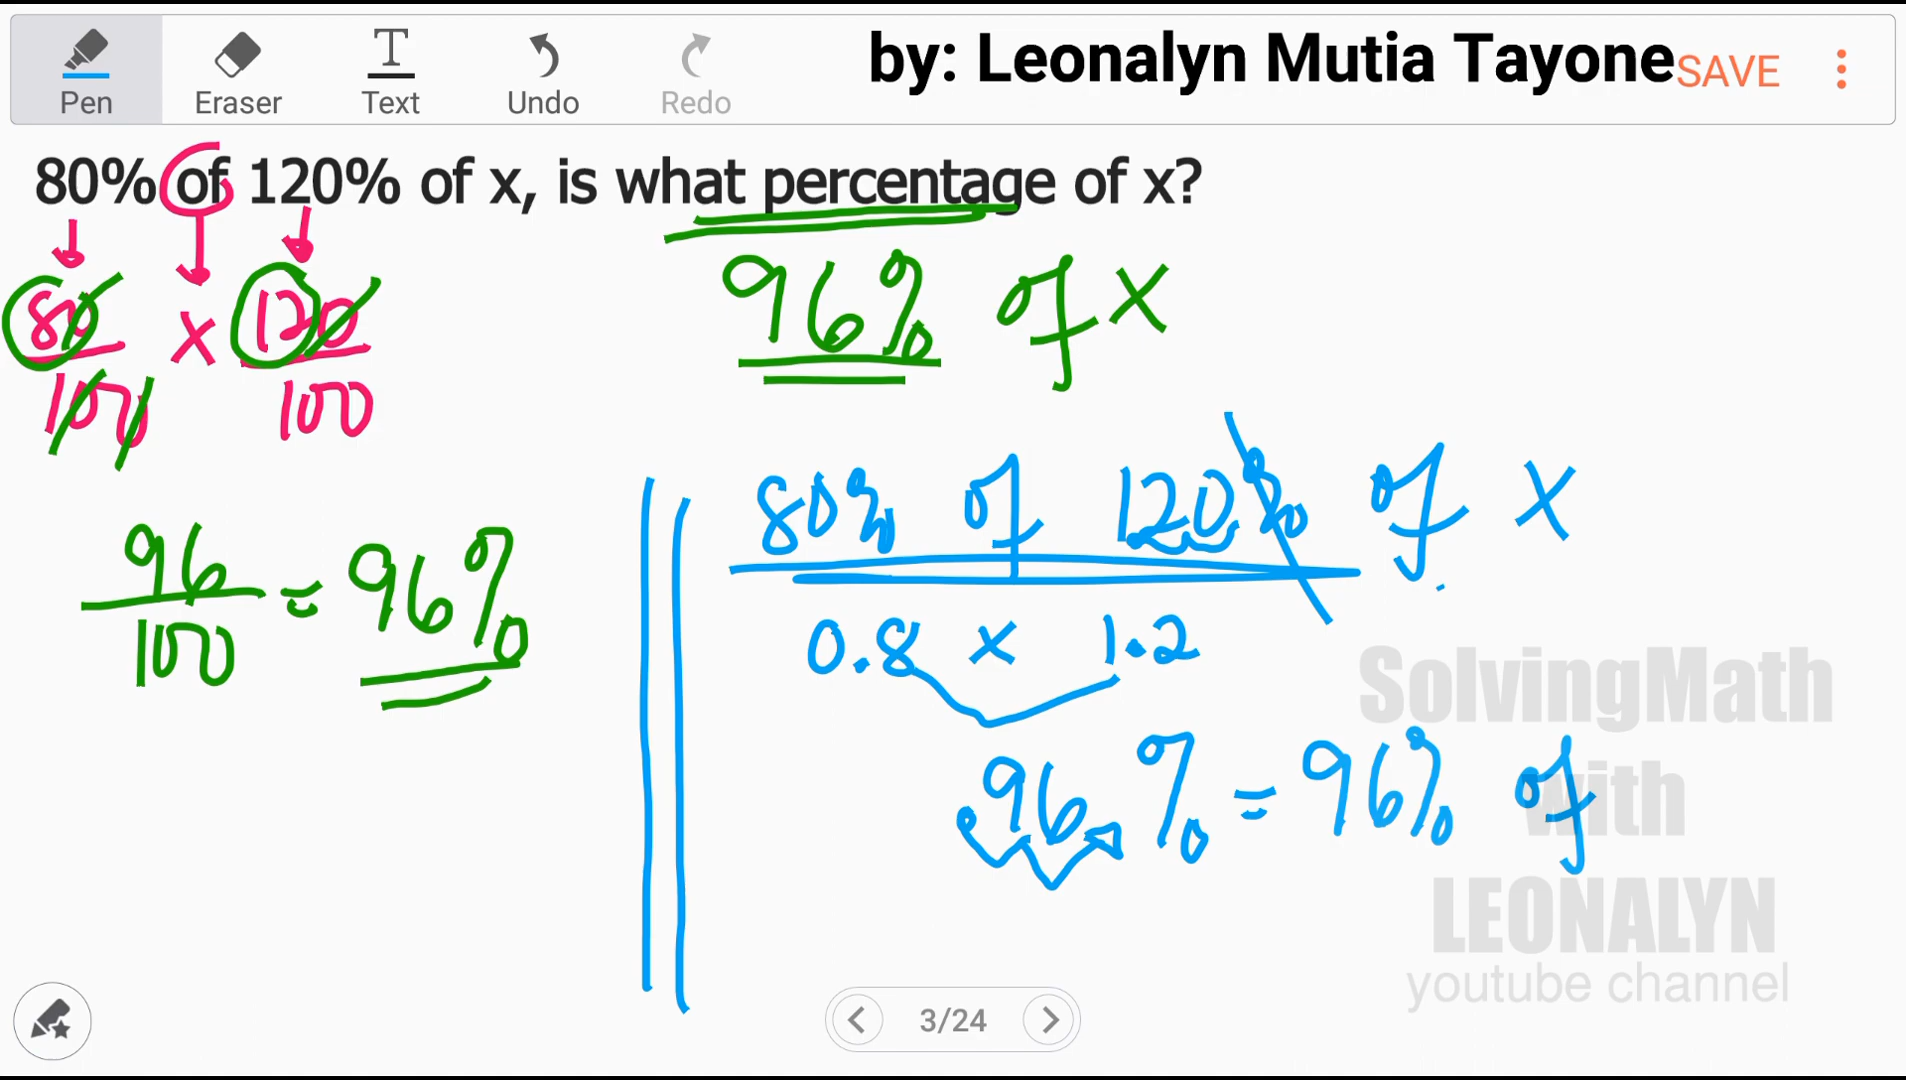 Pen Eraser Text Undo Redo by: Leonalyn Mutia Tayone SAVE
80% of 120% of x, is what percentage of x?
80/100 x 120/100
96% of x
96/100 = 96%
80% of 120% of x
0.8 x 1.2
.96% = 96% of
SolvingMath
with
LEONALYN
youtube channel
3/24